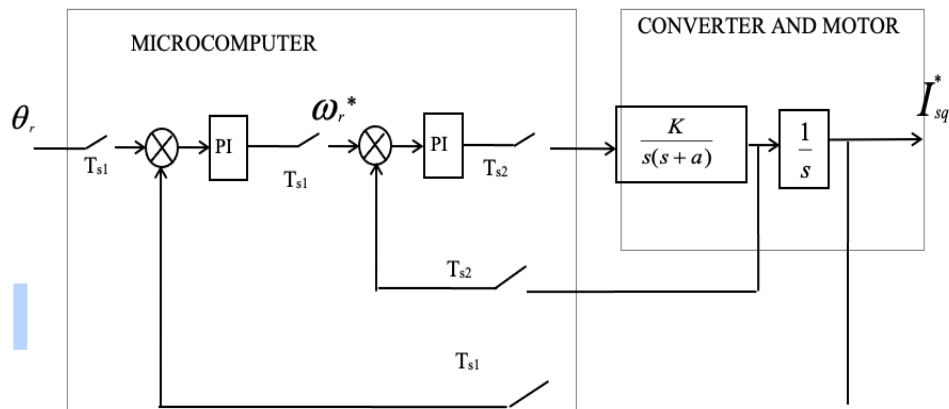 MICROCOMPUTER
CONVERTER AND MOTOR
θr
Ts1
PI
Ts1
ωr*
PI
Ts2
K
s(s + a)
1
s
I*sq
Ts2
Ts1